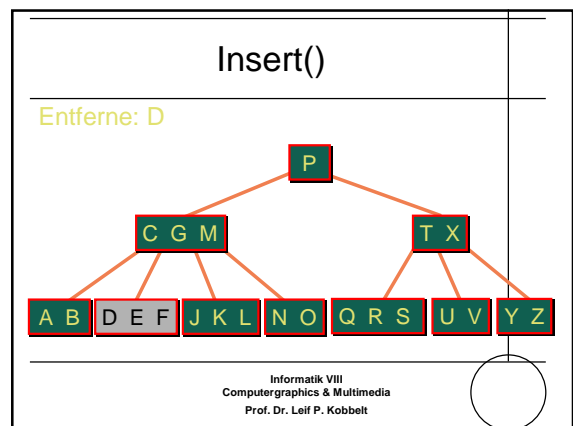 Insert()
Entferne: D
P
C G M
T X
A B
D E F
J K L
N O
Q R S
U V
Y Z
Informatik VIII
Computergraphics & Multimedia
Prof. Dr. Leif P. Kobbelt